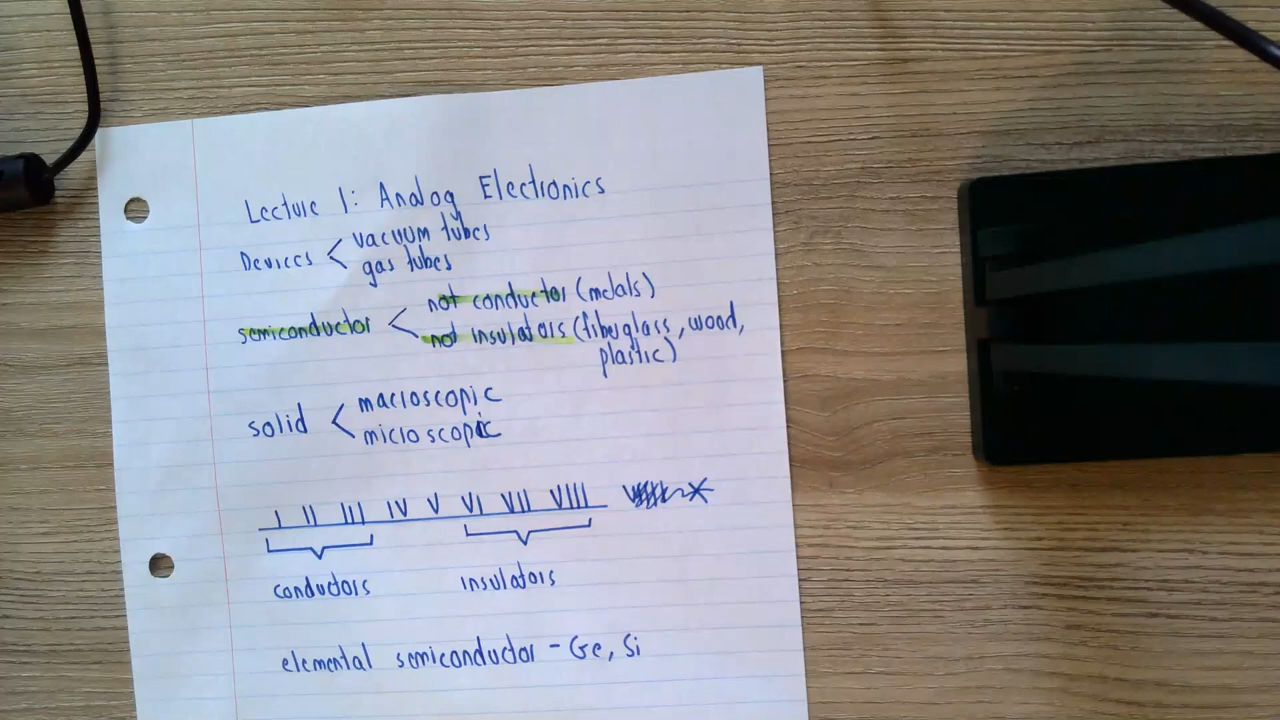 Lecture 1: Analog Electronics
Devices < vacuum tubes
gas tubes
semiconductor < not conductor (metals)
not insulators (fiberglass, wood,
plastic)
solid < macroscopic
microscopic
I II III IV V VI VII VIII
conductors insulators
elemental semiconductor - Ge, Si